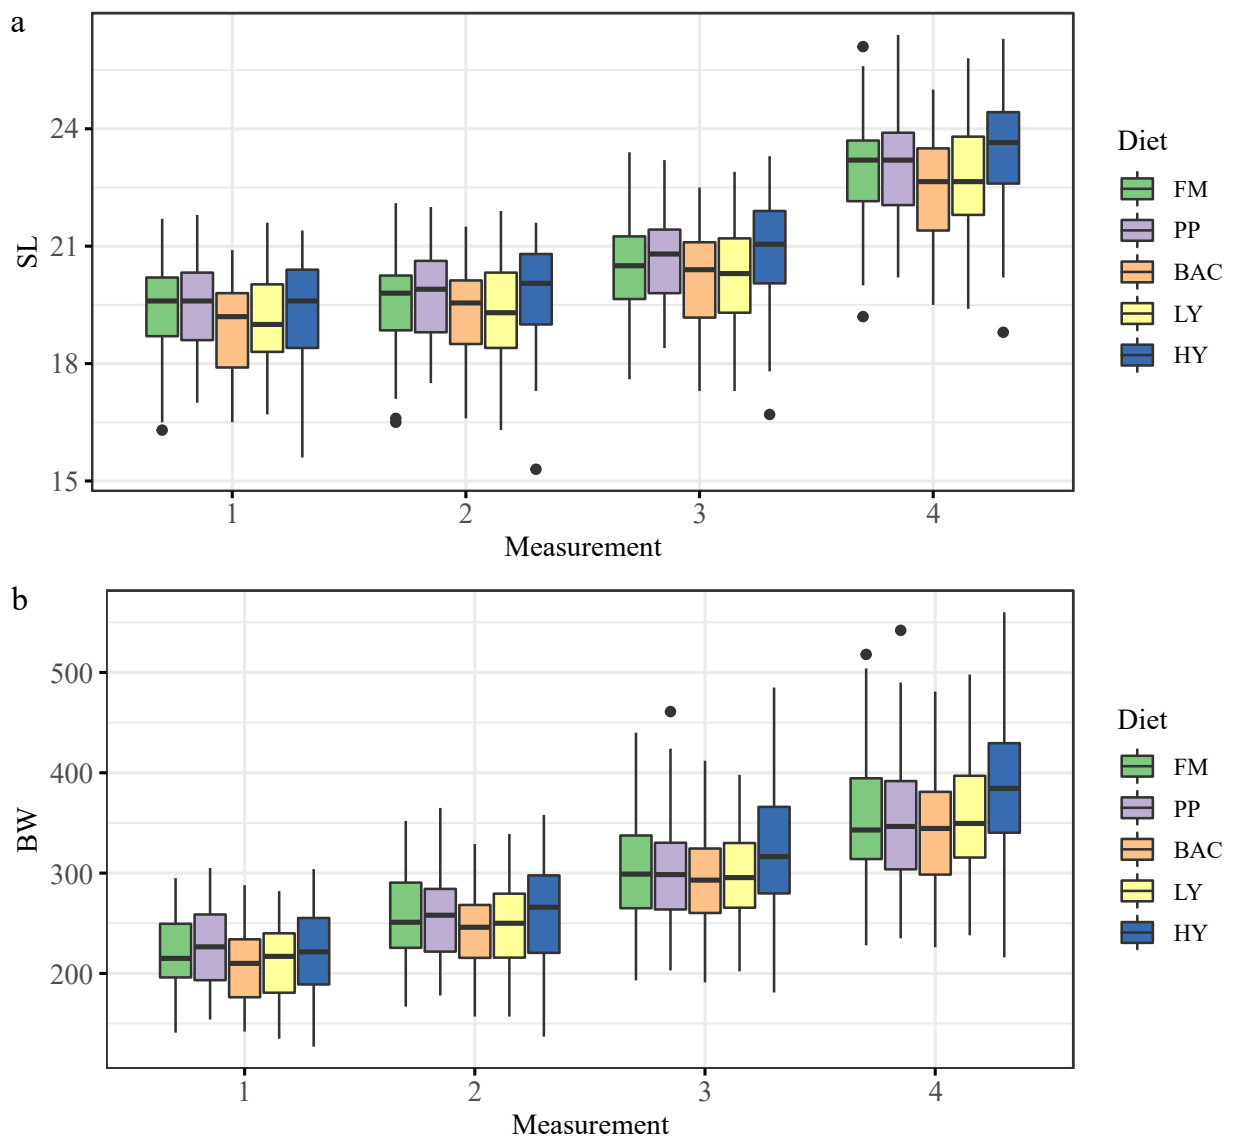 a
24
21
18
15
SL
1 2 3 4
Measurement
Diet
FM
PP
BAC
LY
HY
b
500
400
300
200
BW
1 2 3 4
Measurement
Diet
FM
PP
BAC
LY
HY